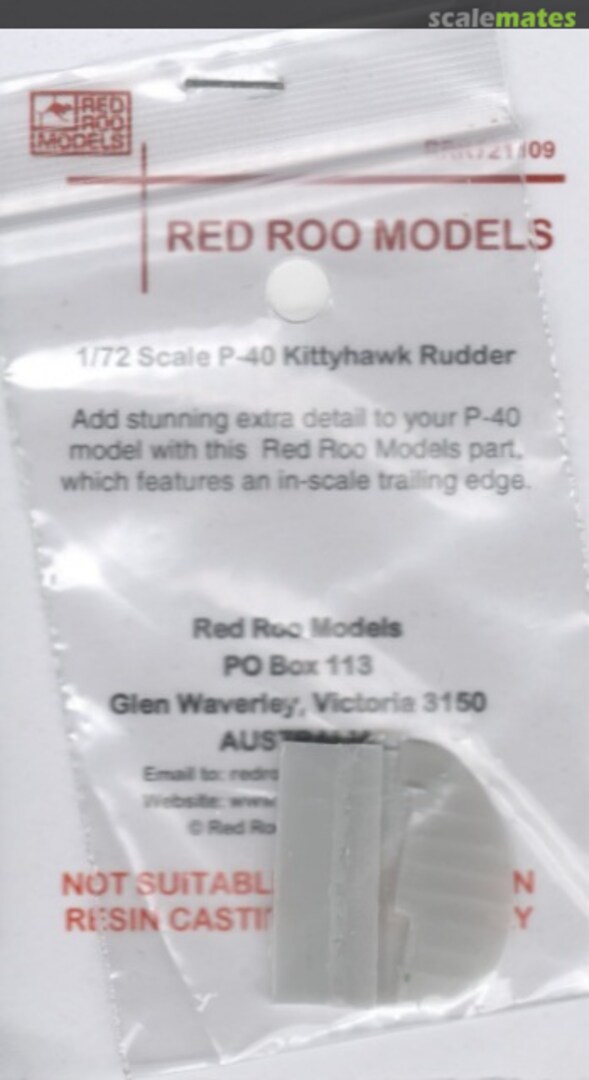 scalemates
RED
ROO
MODELS
RED ROO MODELS
1/72 Scale P-40 Kittyhawk Rudder
Add stunning extra detail to your P-40
model with this Red Roo Models part,
which features an in-scale trailing edge.
Red Roo Models
PO Box 113
Glen Waverley, Victoria 3150
Email to:
Website: www
© Red Ro
NOT SUITABL N
RESIN CASTI Y